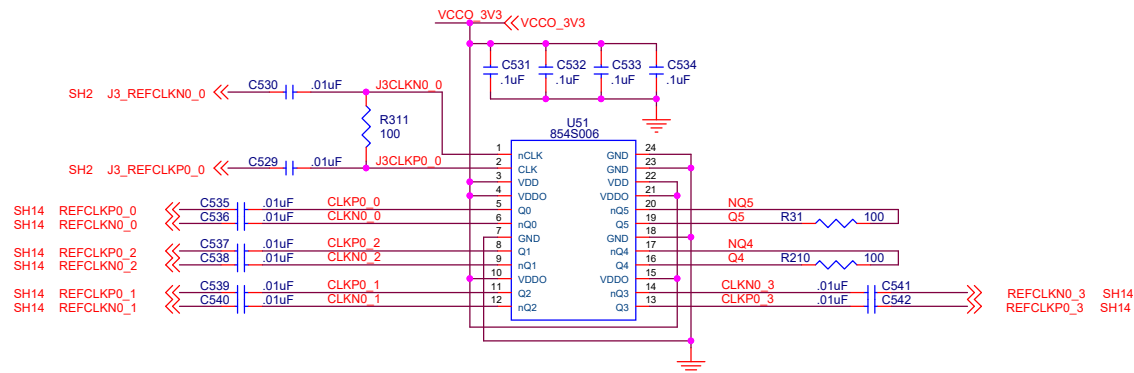 VCCO_3V3
VCCO_3V3
C531 C532 C533 C534
.1uF .1uF .1uF .1uF
C530 .01uF J3CLKN0_0
SH2 J3_REFCLKN0_0
R311
100
U51
854S006
C529 .01uF J3CLKP0_0
SH2 J3_REFCLKP0_0
1 nCLK GND 24
2 CLK GND 23
3 VDD VDD 22
4 VDDO VDDO 21
5 Q0 nQ5 20
6 nQ0 Q5 19
7 GND GND 18
8 Q1 nQ4 17
9 nQ1 Q4 16
10 VDDO VDDO 15
11 Q2 nQ3 14
12 nQ2 Q3 13
C535 .01uF CLKP0_0
SH14 REFCLKP0_0
C536 .01uF CLKN0_0
SH14 REFCLKN0_0
C537 .01uF CLKP0_2
SH14 REFCLKP0_2
C538 .01uF CLKN0_2
SH14 REFCLKN0_2
C539 .01uF CLKP0_1
SH14 REFCLKP0_1
C540 .01uF CLKN0_1
SH14 REFCLKN0_1
NQ5
Q5 R31 100
NQ4
Q4 R210 100
CLKN0_3 .01uF C541
REFCLKN0_3 SH14
CLKP0_3 .01uF C542
REFCLKP0_3 SH14